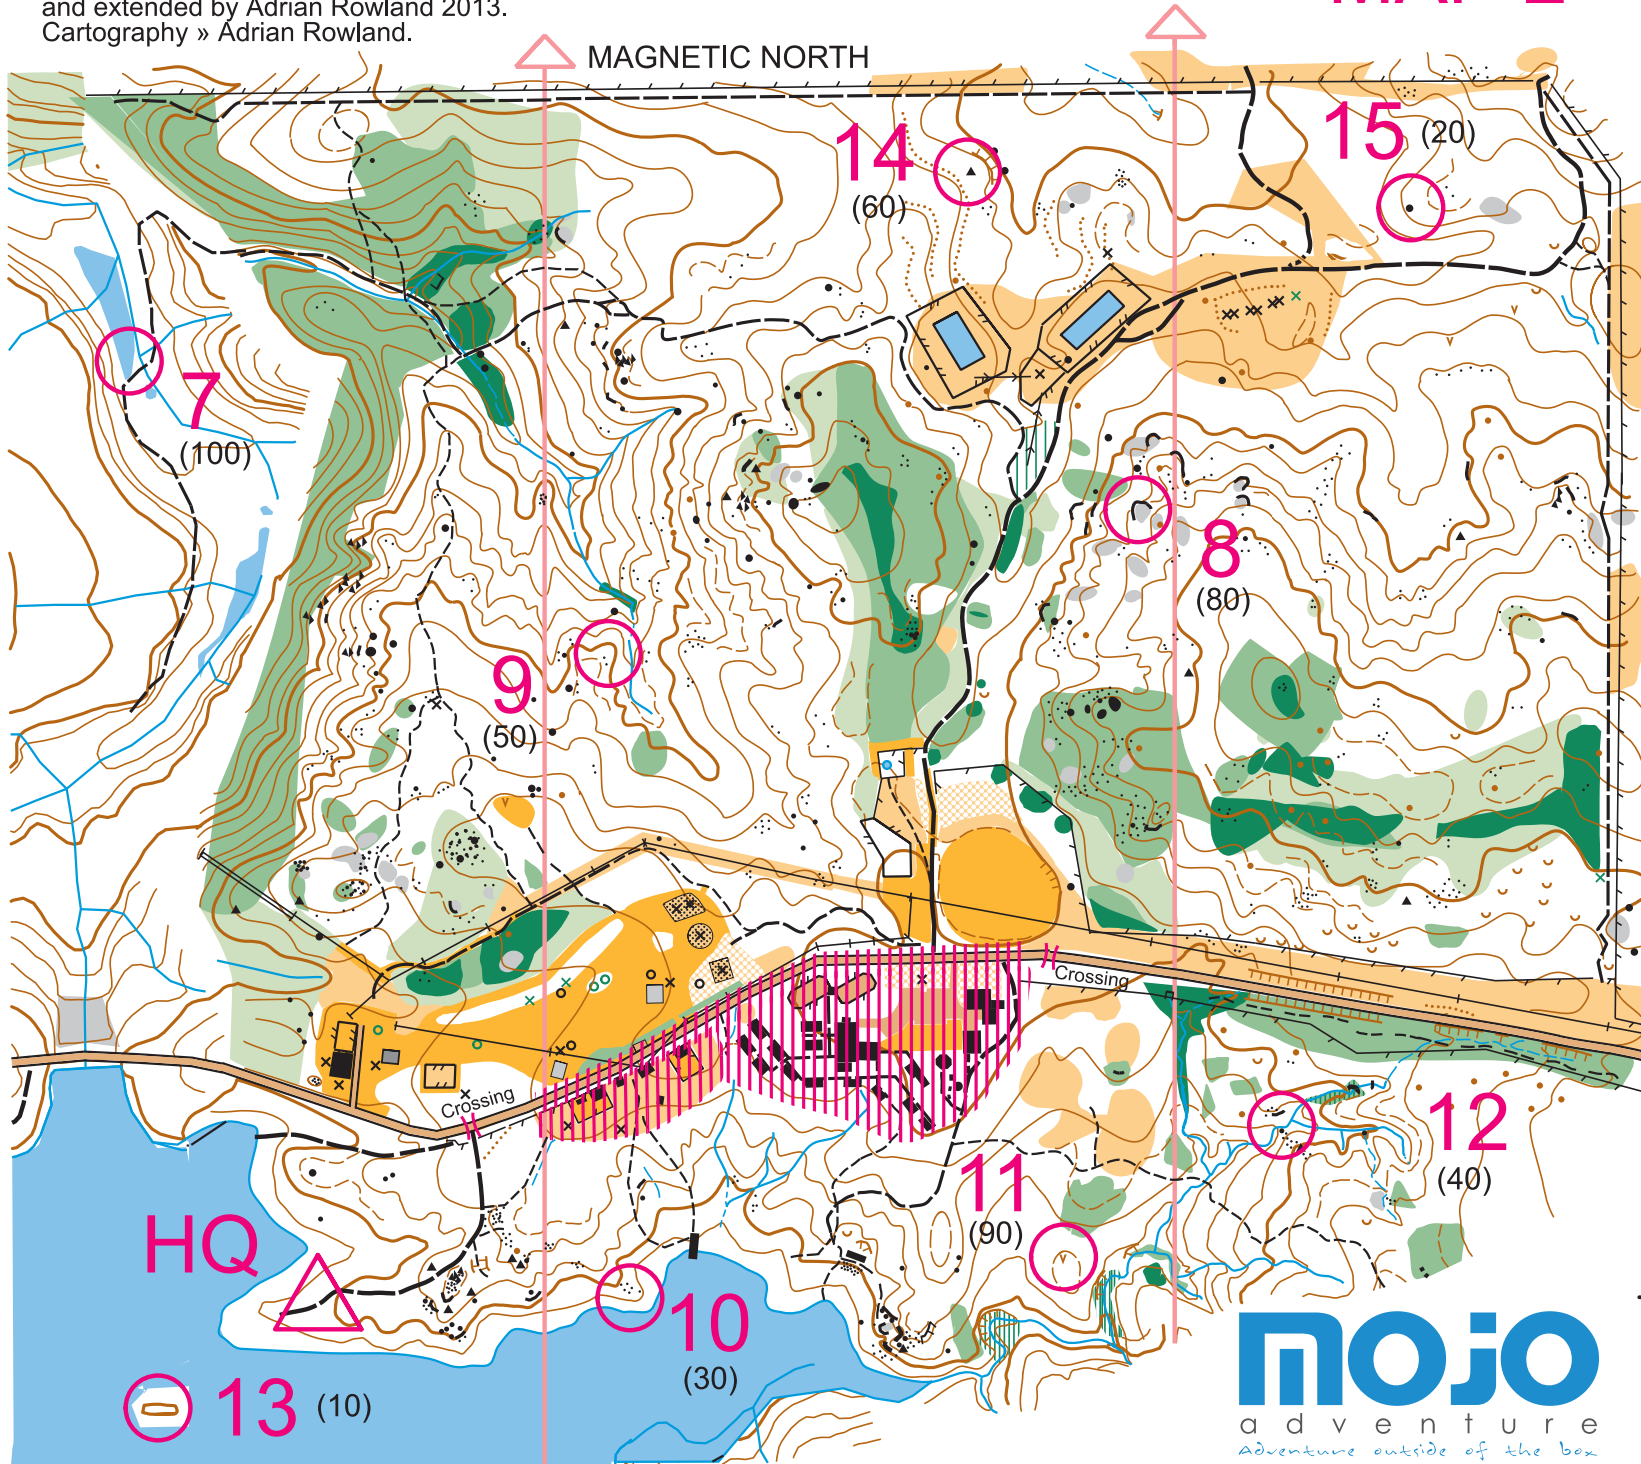 and extended by Adrian Rowland 2013.
Cartography » Adrian Rowland.
MAGNETIC NORTH
14
(60)
15 (20)
7
(100)
8
(80)
9
(50)
Crossing
Crossing
12
(40)
11
(90)
HQ
10
(30)
13 (10)
mojo
adventure
Adventure outside of the box